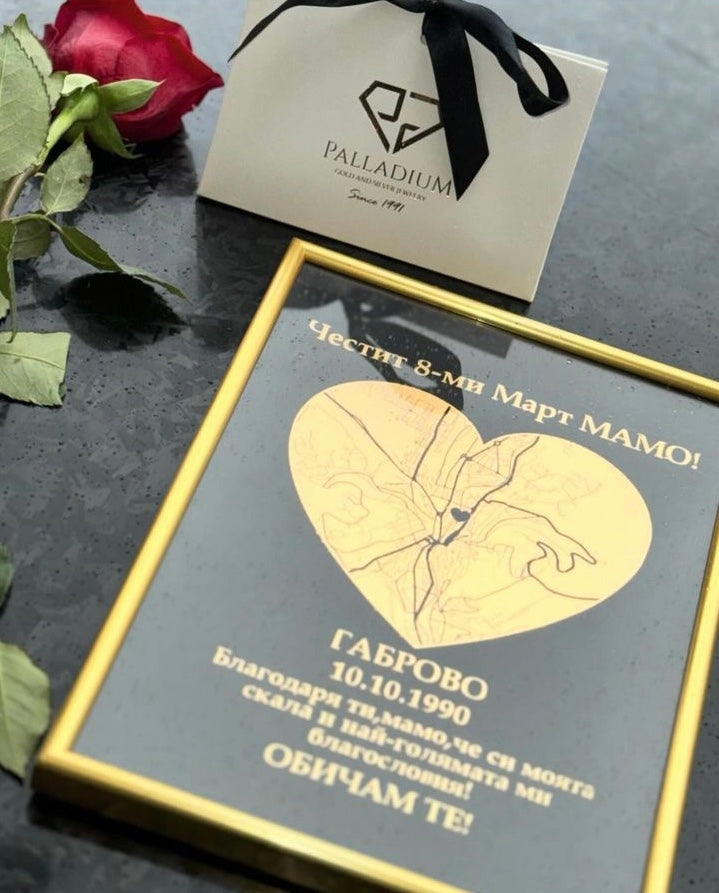 PALLADIUM
GOLD AND SILVER JEWELRY
Since 1991
Честит 8-ми Март МАМО!
ГАБРОВО
10.10.1990
Благодаря ти,мамо,че си моята
скала и най-голямата ми
благословия!
ОБИЧАМ ТЕ!